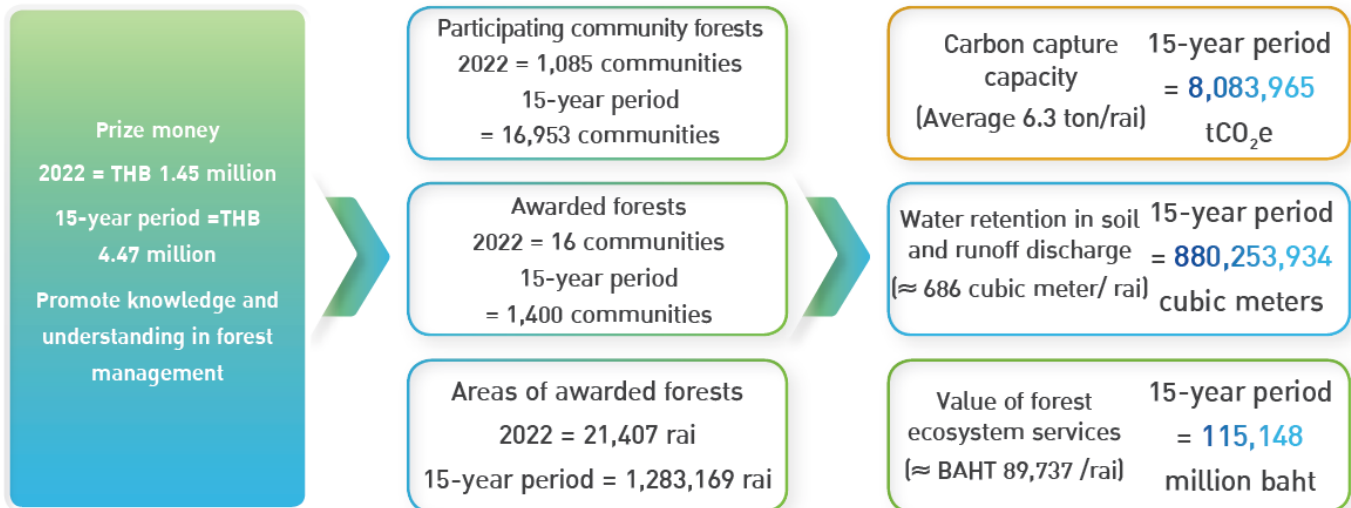 Prize money
2022 = THB 1.45 million
15-year period =THB
4.47 million
Promote knowledge and
understanding in forest
management
Participating community forests
2022 = 1,085 communities
15-year period
= 16,953 communities
Awarded forests
2022 = 16 communities
15-year period
= 1,400 communities
Areas of awarded forests
2022 = 21,407 rai
15-year period = 1,283,169 rai
Carbon capture
capacity
(Average 6.3 ton/rai)
15-year period
= 8,083,965
tCO₂e
Water retention in soil
and runoff discharge
(≈ 686 cubic meter/ rai)
15-year period
= 880,253,934
cubic meters
Value of forest
ecosystem services
(≈ BAHT 89,737 /rai)
15-year period
= 115,148
million baht